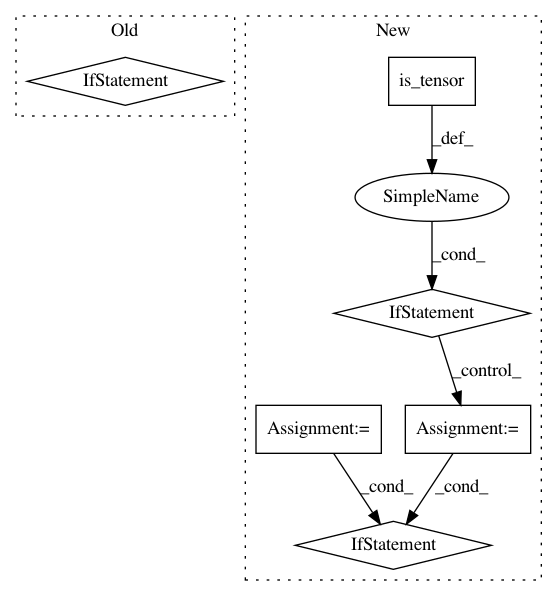 Old
New
IfStatement
is_tensor
_def_
SimpleName
_cond_
IfStatement
_control_
Assignment:=
Assignment:=
_cond_
_cond_
IfStatement